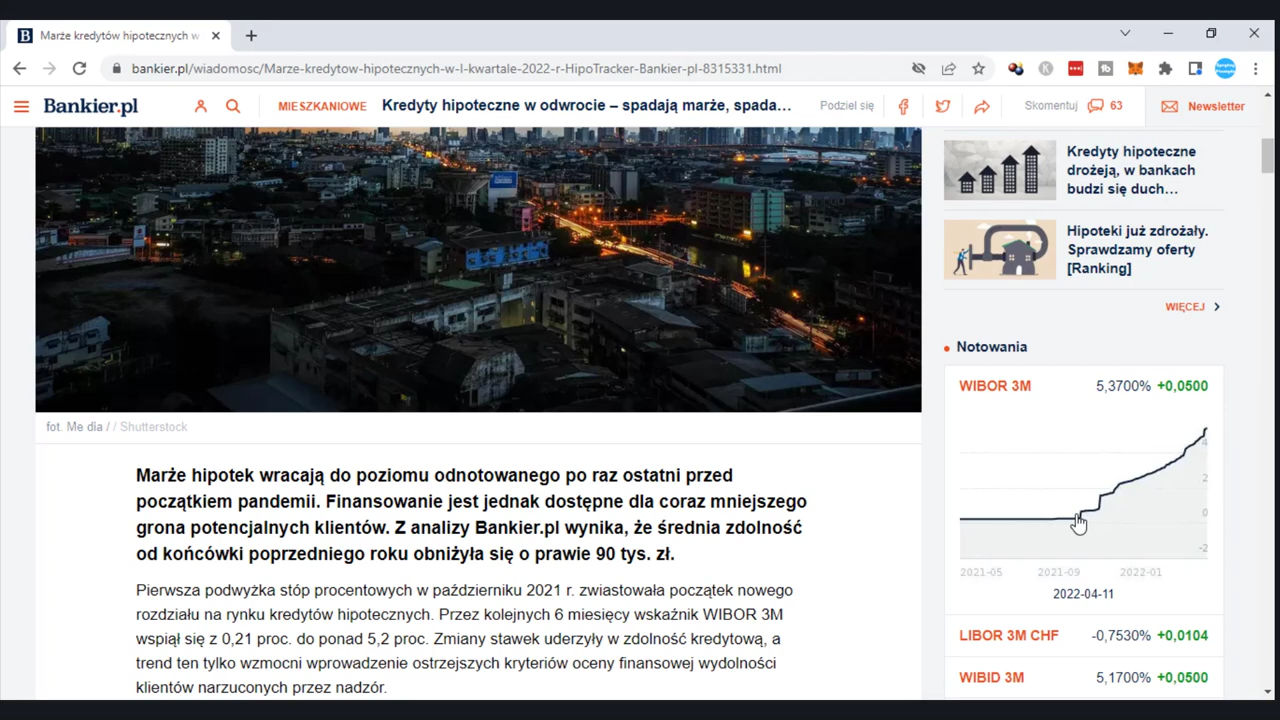 B Marże kredytów hipotecznych w
bankier.pl/wiadomosc/Marze-kredytow-hipotecznych-w-I-kwartale-2022-r-HipoTracker-Bankier-pl-8315331.html
Bankier.pl MIESZKANIOWE Kredyty hipoteczne w odwrocie – spadają marże, spada... Podziel się Skomentuj 63 Newsletter
Kredyty hipoteczne
drożeją, w bankach
budzi się duch...
Hipoteki już zdrożały.
Sprawdzamy oferty
[Ranking]
WIĘCEJ
fot. Me dia / / Shutterstock
Marże hipotek wracają do poziomu odnotowanego po raz ostatni przed
początkiem pandemii. Finansowanie jest jednak dostępne dla coraz mniejszego
grona potencjalnych klientów. Z analizy Bankier.pl wynika, że średnia zdolność
od końcówki poprzedniego roku obniżyła się o prawie 90 tys. zł.
Pierwsza podwyżka stóp procentowych w październiku 2021 r. zwiastowała początek nowego
rozdziału na rynku kredytów hipotecznych. Przez kolejnych 6 miesięcy wskaźnik WIBOR 3M
wspiął się z 0,21 proc. do ponad 5,2 proc. Zmiany stawek uderzyły w zdolność kredytową, a
trend ten tylko wzmocni wprowadzenie ostrzejszych kryteriów oceny finansowej wydolności
klientów narzuconych przez nadzór.
Notowania
WIBOR 3M 5,3700% +0,0500
4
2
0
-2
2021-05 2021-09 2022-01
2022-04-11
LIBOR 3M CHF -0,7530% +0,0104
WIBID 3M 5,1700% +0,0500